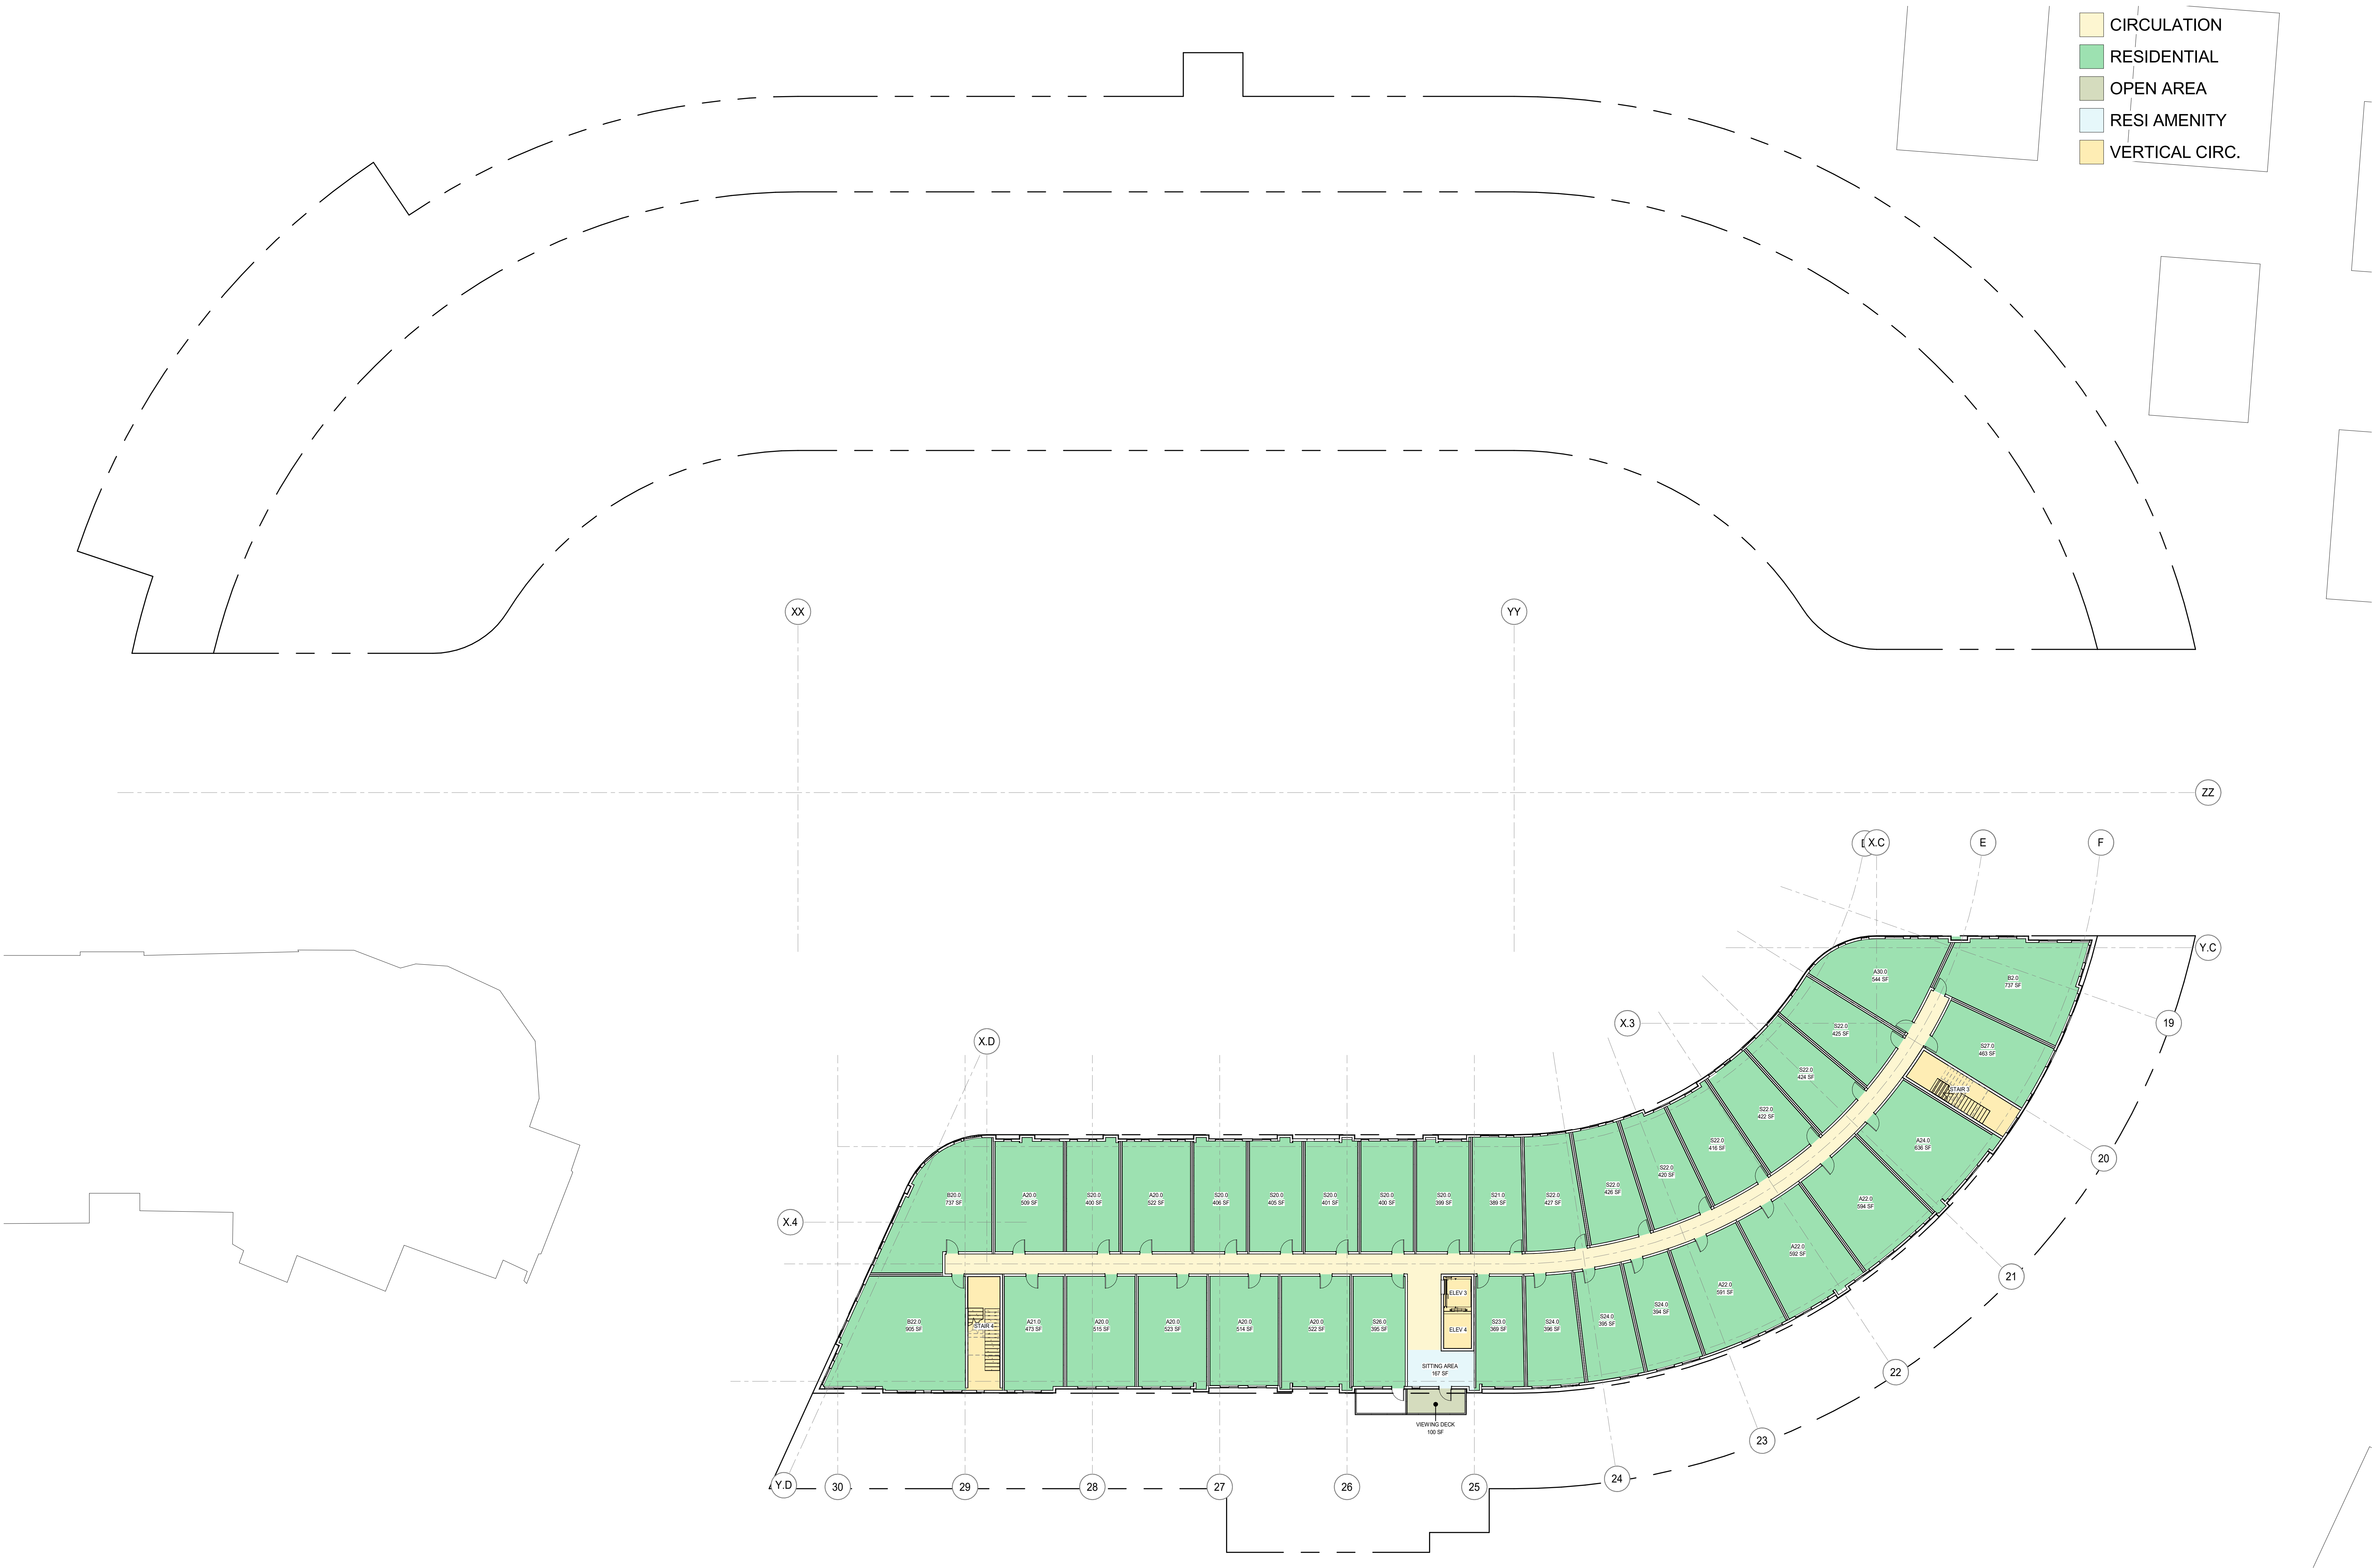 CIRCULATION
RESIDENTIAL
OPEN AREA
RESI AMENITY
VERTICAL CIRC.
XX
YY
ZZ
X.C
E
F
Y.C
A30.0
544 SF
B2.0
737 SF
19
X.3
S22.0
425 SF
S27.0
463 SF
X.D
S22.0
424 SF
STAIR 3
S22.0
422 SF
S22.0
416 SF
A24.0
636 SF
20
S22.0
420 SF
S22.0
426 SF
B20.0
737 SF
A20.0
509 SF
S20.0
400 SF
A20.0
522 SF
S20.0
406 SF
S20.0
405 SF
S20.0
401 SF
S20.0
400 SF
S20.0
399 SF
S21.0
389 SF
S22.0
427 SF
A22.0
594 SF
X.4
A22.0
592 SF
21
A22.0
591 SF
ELEV 3
S24.0
394 SF
S24.0
395 SF
B22.0
905 SF
STAIR 4
A21.0
473 SF
A20.0
515 SF
A20.0
523 SF
A20.0
514 SF
A20.0
522 SF
S26.0
395 SF
ELEV 4
S23.0
369 SF
S24.0
396 SF
SITTING AREA
167 SF
22
VIEWING DECK
100 SF
23
24
Y.D
30
29
28
27
26
25